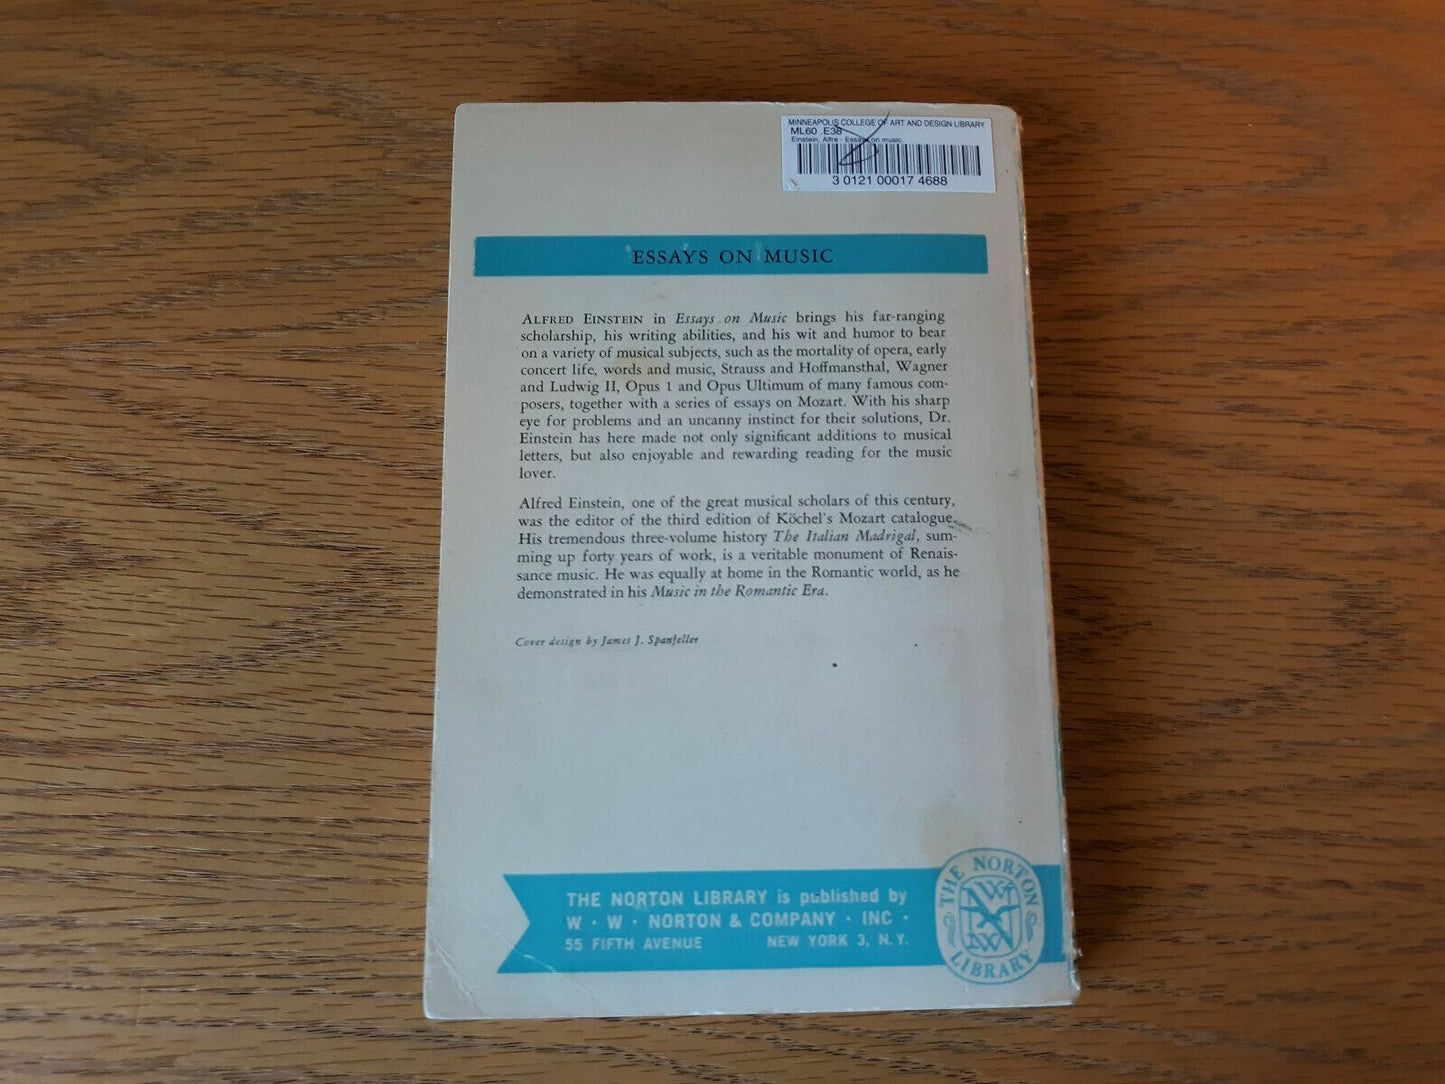 MINNEAPOLIS COLLEGE OF ART AND DESIGN LIBRARY
ML60 .E38
Einstein, Alfre - Essays on music.
3 0121 00017 4688
ESSAYS ON MUSIC
ALFRED EINSTEIN in Essays on Music brings his far-ranging
scholarship, his writing abilities, and his wit and humor to bear
on a variety of musical subjects, such as the mortality of opera, early
concert life, words and music, Strauss and Hoffmansthal, Wagner
and Ludwig II, Opus 1 and Opus Ultimum of many famous com-
posers, together with a series of essays on Mozart. With his sharp
eye for problems and an uncanny instinct for their solutions, Dr.
Einstein has here made not only significant additions to musical
letters, but also enjoyable and rewarding reading for the music
lover.
Alfred Einstein, one of the great musical scholars of this century,
was the editor of the third edition of Köchel's Mozart catalogue.
His tremendous three-volume history The Italian Madrigal, sum-
ming up forty years of work, is a veritable monument of Renais-
sance music. He was equally at home in the Romantic world, as he
demonstrated in his Music in the Romantic Era.
Cover design by James J. Spanfeller
THE NORTON LIBRARY is published by
W · W · NORTON & COMPANY · INC ·
55 FIFTH AVENUE NEW YORK 3, N.Y.
THE NORTON
LIBRARY